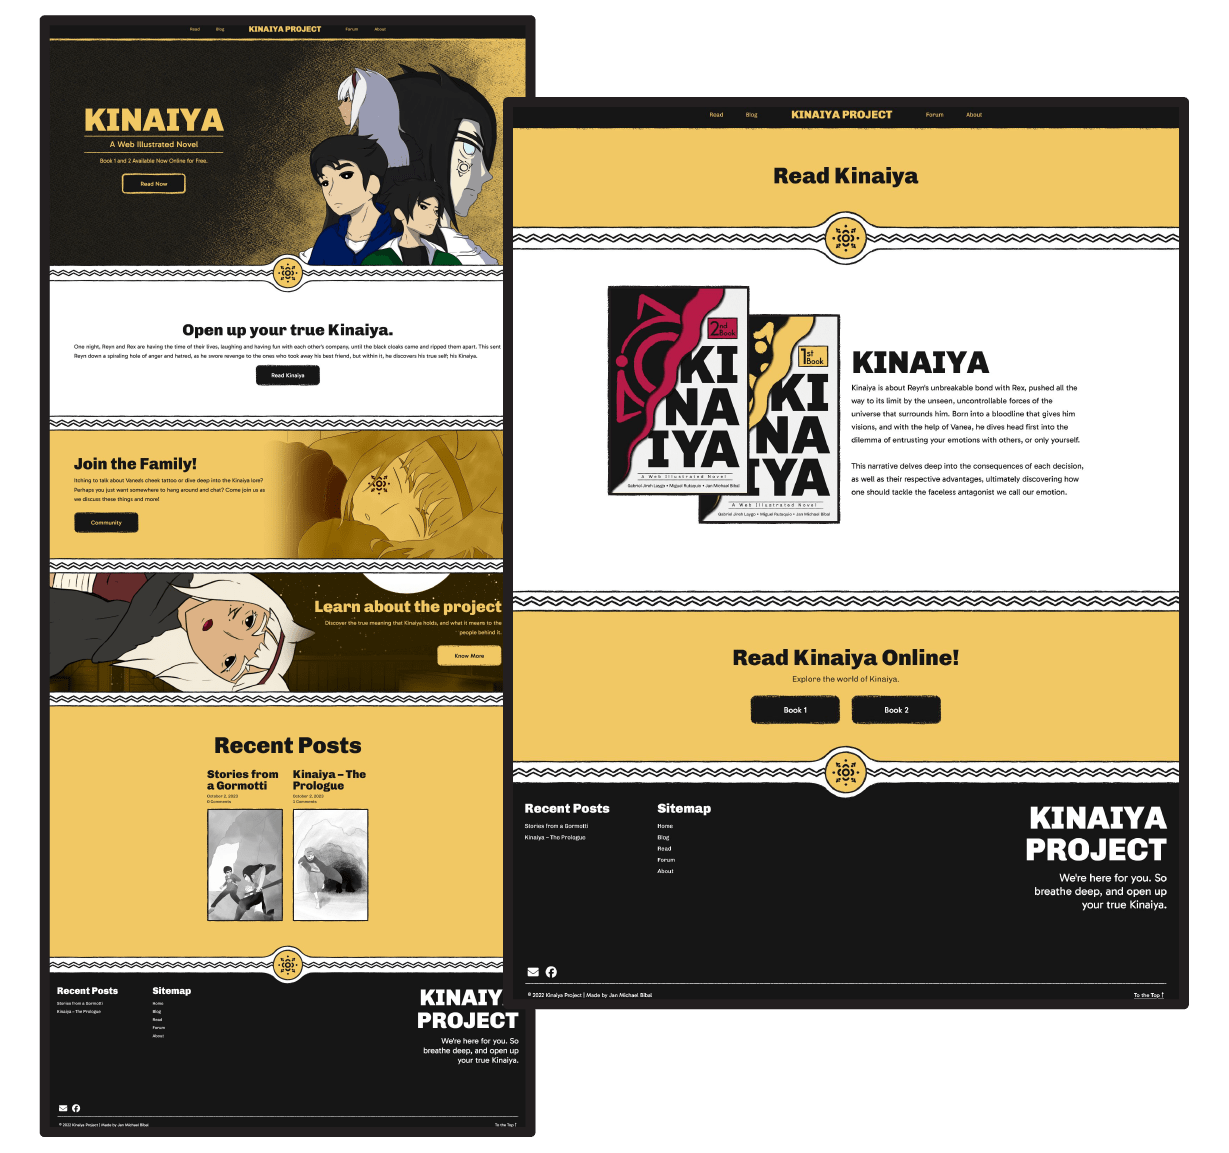 Read Blog KINAIYA PROJECT Forum About
KINAIYA
A Web Illustrated Novel
Book 1 and 2 Available Now Online for Free.
Read Now
Open up your true Kinaiya.
One night, Reyn and Rex are having the time of their lives, laughing and having fun with each other's company, until the black cloaks came and ripped them apart. This sent
Reyn down a spiraling hole of anger and hatred, as he swore revenge to the ones who took away his best friend, but within it, he discovers his true self; his Kinaiya.
Read Kinaiya
Join the Family!
Itching to talk about Vanea's cheek tattoo or dive deep into the Kinaiya lore?
Perhaps you just want somewhere to hang around and chat? Come join us as
we discuss these things and more!
Community
Learn about the project
Discover the true meaning that Kinaiya holds, and what it means to the
people behind it.
Know More
Recent Posts
Stories from
a Gormotti
October 2, 2023
0 Comments
Kinaiya – The
Prologue
October 2, 2023
Comments
Recent Posts
Stories from a Gormotti
Kinaiya – The Prologue
Sitemap
Home
Blog
Read
Forum
About
KINAIY
PROJECT
We're here for you. So
breathe deep, and open up
your true Kinaiya.
© 2022 Kinaiya Project | Made by Jan Michael Bibal
To the Top ↑
Read Blog KINAIYA PROJECT Forum About
Read Kinaiya
2nd
Book
KI
NA
IYA
A Web Illustrated Novel
Gabriel Jireh Laygo • Miguel Rutaquio • Jan Michael Bibal
1st
Book
KI
NA
IYA
A Web Illustrated Novel
Gabriel Jireh Laygo • Miguel Rutaquio • Jan Michael Bibal
KINAIYA
Kinaiya is about Reyn's unbreakable bond with Rex, pushed all the
way to its limit by the unseen, uncontrollable forces of the
universe that surrounds him. Born into a bloodline that gives him
visions, and with the help of Vanea, he dives head first into the
dilemma of entrusting your emotions with others, or only yourself.
This narrative delves deep into the consequences of each decision,
as well as their respective advantages, ultimately discovering how
one should tackle the faceless antagonist we call our emotion.
Read Kinaiya Online!
Explore the world of Kinaiya.
Book 1
Book 2
Recent Posts
Stories from a Gormotti
Kinaiya – The Prologue
Sitemap
Home
Blog
Read
Forum
About
KINAIYA
PROJECT
We're here for you. So
breathe deep, and open up
your true Kinaiya.
© 2022 Kinaiya Project | Made by Jan Michael Bibal
To the Top ↑